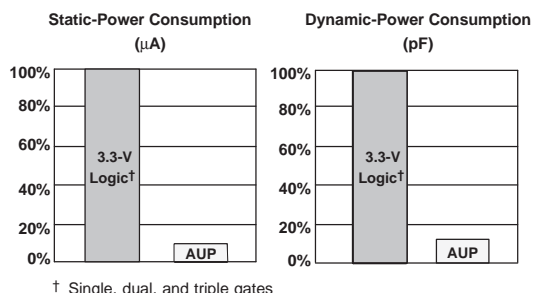 Static-Power Consumption
(μA)
100%
80%
60%
40%
20%
0%
3.3-V
Logic†
AUP
Dynamic-Power Consumption
(pF)
100%
80%
60%
40%
20%
0%
3.3-V
Logic†
AUP
† Single, dual, and triple gates